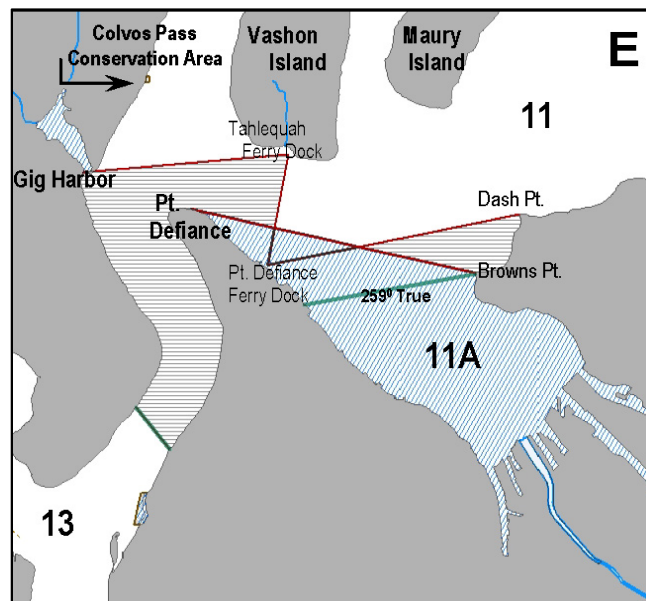 Colvos Pass
Conservation Area
Vashon
Island
Maury
Island
E
11
Tahlequah
Ferry Dock
Gig Harbor
Pt.
Defiance
Dash Pt.
Pt. Defiance
Ferry Dock
Browns Pt.
259⁰ True
11A
13